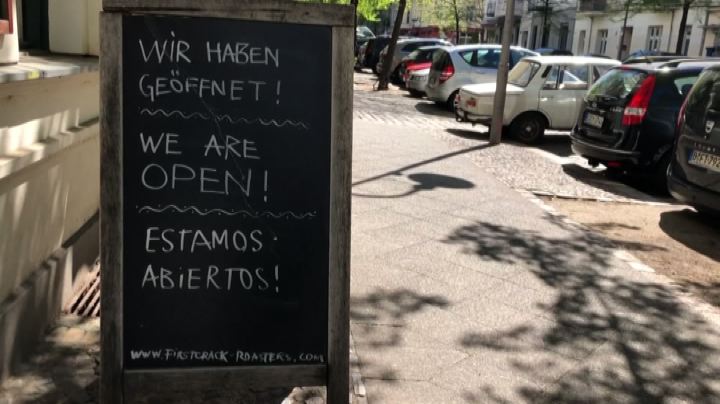 WIR HABEN
GEÖFFNET!
WE ARE
OPEN!
ESTAMOS
ABiERTOS!
WWW.FIRSTCRACK-ROASTERS.COM